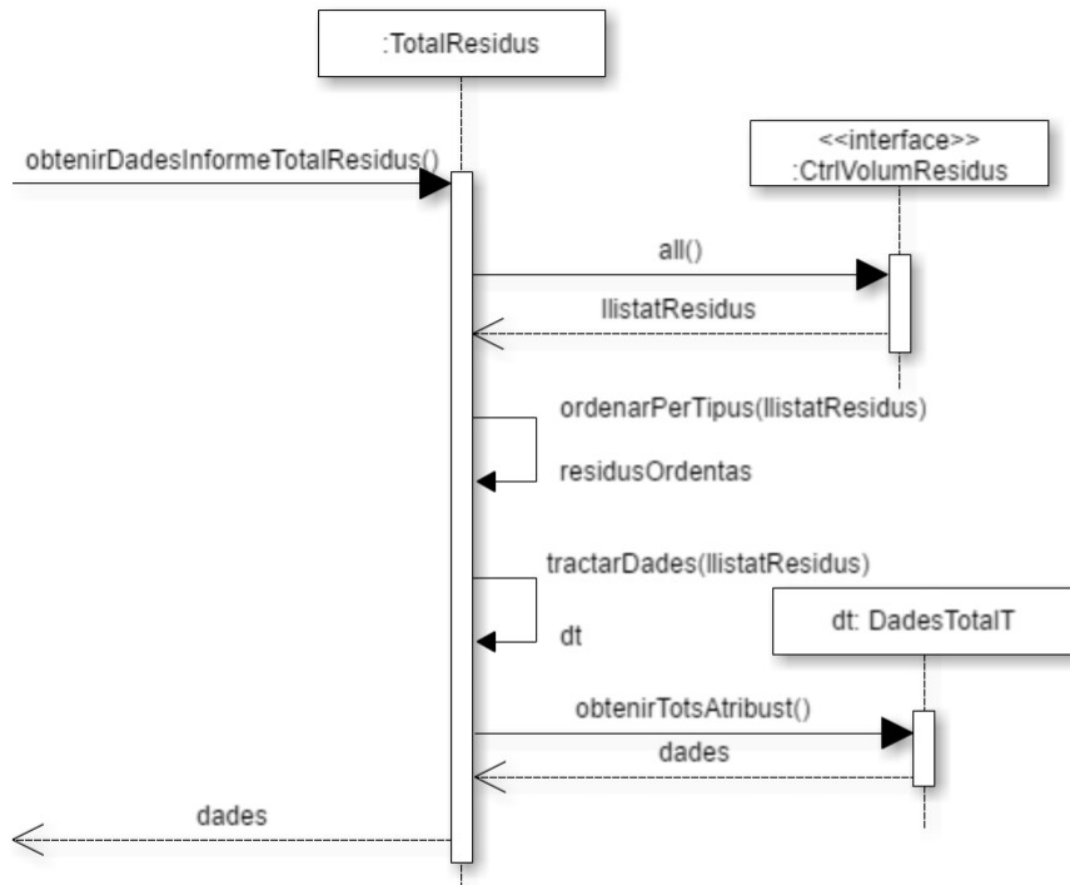 :TotalResidus
<<interface>>
:CtrlVolumResidus
obtenirDadesInformeTotalResidus()
all()
llistatResidus
ordenarPerTipus(llistatResidus)
residusOrdentas
tractarDades(llistatResidus)
dt
dt: DadesTotalT
obtenirTotsAtribust()
dades
dades